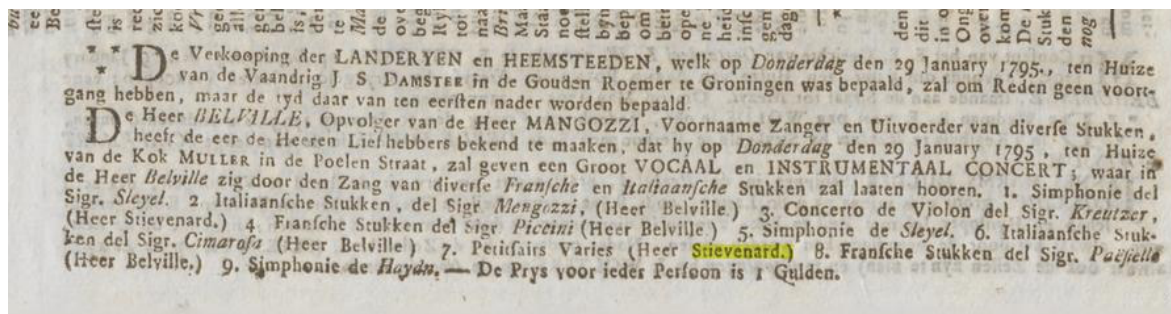 * * De Verkooping der LANDERYEN en HEEMSTEEDEN, welk op Donderdag den 29 January 1795., ten Huize
* van de Vaandrig J S. DAMSTER in de Gouden Roemer te Groningen was bepaald, zal om Reden geen voort-
gang hebben, maar de tyd daar van ten eerſten nader worden bepaald.
De Heer BELVILLE, Opvolger van de Heer MANGOZZI, Voornaame Zanger en Uitvoerder van diverſe Stukken,
heeft de eer de Heeren Liefhebbers bekend te maaken, dat hy op Donderdag den 29 January 1795, ten Huize
van de Kok MULLER in de Poelen Straat, zal geven een Groot VOCAAL en INSTRUMENTAAL CONCERT; waar in
de Heer Belville zig door den Zang van diverſe Franſche en Italiaanſche Stukken zal laaten hooren. 1. Simphonie del
Sigr. Sleyel. 2 Italiaanſche Stukken, del Sigr Mengozzi, (Heer Belville.) 3. Concerto de Violon del Sigr. Kreutzer,
(Heer Stievenard.) 4 Franſche Stukken del Sigr Piccini (Heer Belville.) 5. Simphonie de Sleyel. 6. Italiaanſche Stuk-
ken del Sigr. Cimaroſa (Heer Belville) 7. Petitſairs Varies (Heer Stievenard.) 8. Franſche Stukken del Sigr. Paëſiello
(Heer Belville.) 9. Simphonie de Haydn. — De Prys voor ieder Perſoon is 1 Gulden.